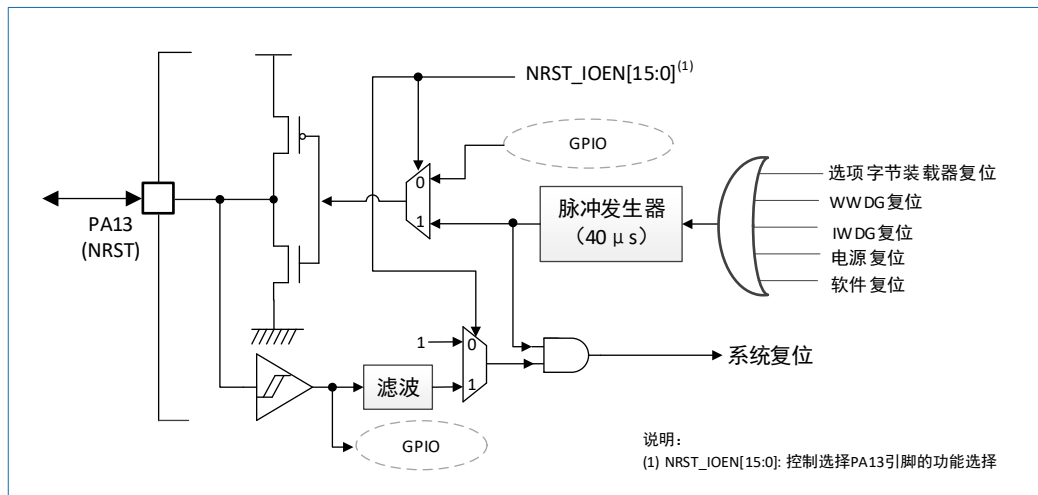 NRST_IOEN[15:0](1)
GPIO
0
1
脉冲发生器
(40 μs)
选项字节装载器复位
WWDG复位
IWDG复位
电源复位
软件复位
PA13
(NRST)
1
0
1
滤波
系统复位
GPIO
说明:
(1) NRST_IOEN[15:0]: 控制选择PA13引脚的功能选择